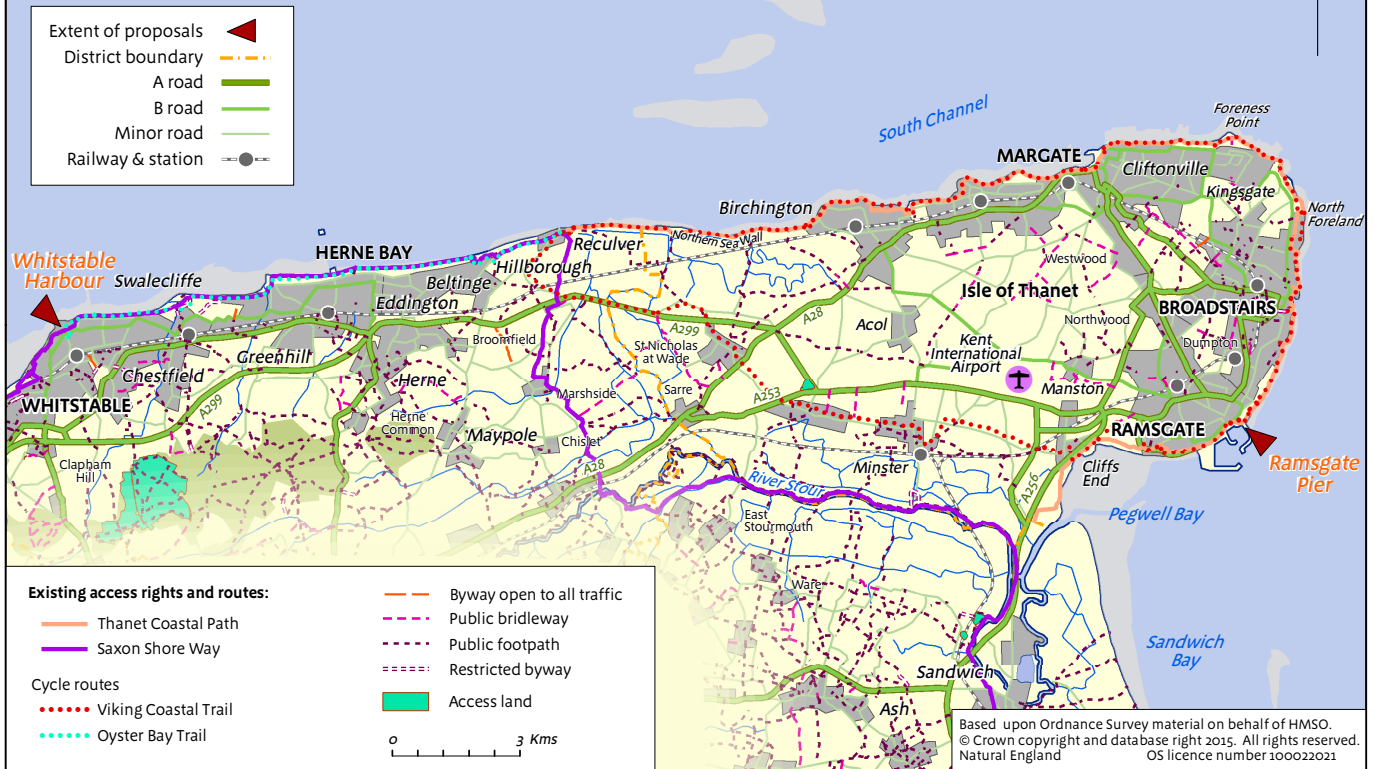 Extent of proposals
District boundary
A road
B road
Minor road
Railway & station
South Channel
Foreness
Point
MARGATE
Cliftonville
Kingsgate
North
Foreland
Birchington
Northern Sea Wall
Reculver
HERNE BAY
Hillborough
Beltinge
Eddington
Whitstable
Harbour
Swalecliffe
Westwood
Isle of Thanet
BROADSTAIRS
Northwood
Dumpton
A28
Acol
A299
St Nicholas
at Wade
Broomfield
Kent
International
Airport
Manston
Greenhill
Chestfield
Herne
A299
WHITSTABLE
Marshside
Sarre
A253
Herne
Common
Maypole
Chislet
RAMSGATE
Ramsgate
Pier
Clapham
Hill
A28
Minster
Cliffs
End
A256
River Stour
East
Stourmouth
Pegwell Bay
Ware
Sandwich
Bay
Sandwich
Ash
Existing access rights and routes:
Thanet Coastal Path
Saxon Shore Way
Cycle routes
Viking Coastal Trail
Oyster Bay Trail
Byway open to all traffic
Public bridleway
Public footpath
Restricted byway
Access land
0 3 Kms
Based upon Ordnance Survey material on behalf of HMSO.
© Crown copyright and database right 2015. All rights reserved.
Natural England OS licence number 100022021